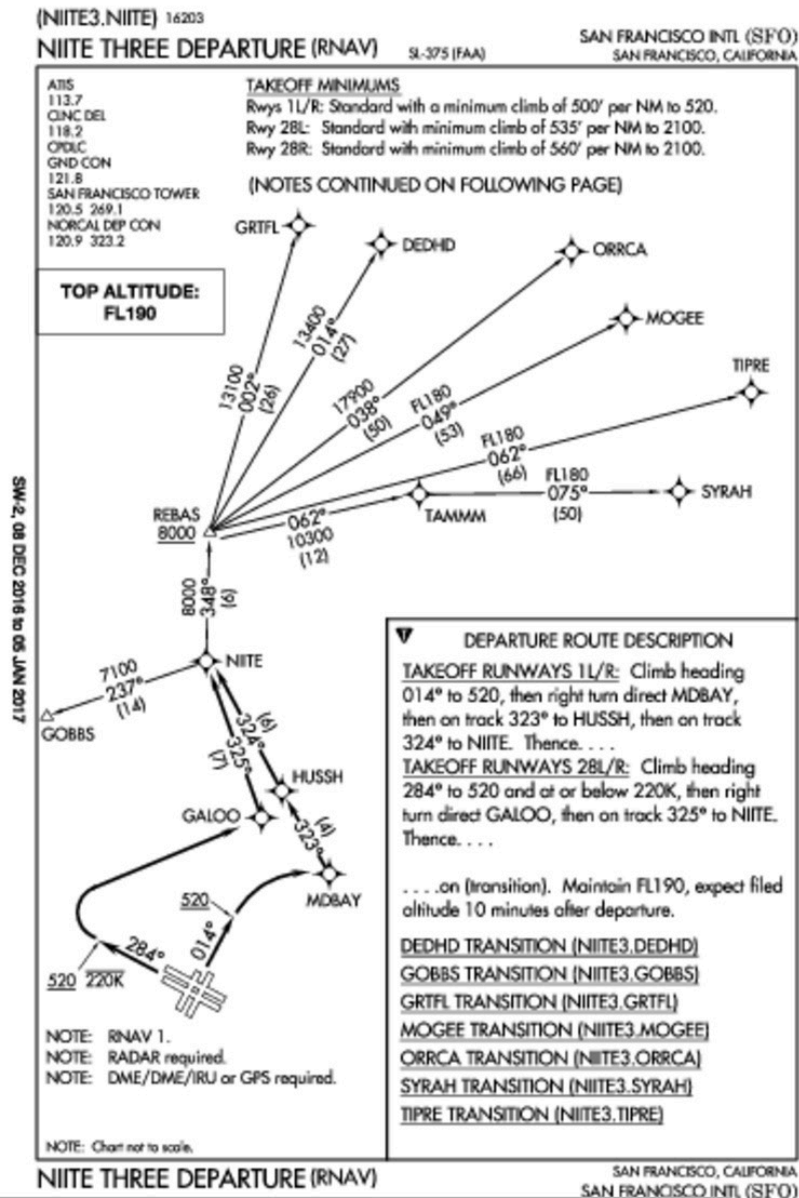 (NIITE3.NIITE) 16203
NIITE THREE DEPARTURE (RNAV) SL-375 (FAA)
SAN FRANCISCO INTL (SFO)
SAN FRANCISCO, CALIFORNIA
ATIS
113.7
CLNC DEL
118.2
CPDLC
GND CON
121.8
SAN FRANCISCO TOWER
120.5 269.1
NORCAL DEP CON
120.9 323.2
TAKEOFF MINIMUMS
Rwys 1L/R: Standard with a minimum climb of 500' per NM to 520.
Rwy 28L: Standard with minimum climb of 535' per NM to 2100.
Rwy 28R: Standard with minimum climb of 560' per NM to 2100.
(NOTES CONTINUED ON FOLLOWING PAGE)
TOP ALTITUDE:
FL190
GRTFL
DEDHD
ORRCA
MOGEE
TIPRE
13100
002°
(26)
13400
014°
(27)
17900
038°
(50)
FL180
049°
(53)
FL180
062°
(66)
FL180
075°
(50)
SYRAH
TAMMM
062°
10300
(12)
REBAS
8000
8000
348°
(6)
NIITE
7100
237°
(14)
GOBBS
(6)
324°
325°
(7)
HUSSH
GALOO
(4)
323°
MDBAY
520
014°
284°
520 220K
NOTE: RNAV 1.
NOTE: RADAR required.
NOTE: DME/DME/IRU or GPS required.
NOTE: Chart not to scale.
SW-2, 08 DEC 2016 to 05 JAN 2017
T
DEPARTURE ROUTE DESCRIPTION
TAKEOFF RUNWAYS 1L/R: Climb heading
014° to 520, then right turn direct MDBAY,
then on track 323° to HUSSH, then on track
324° to NIITE. Thence. . . .
TAKEOFF RUNWAYS 28L/R: Climb heading
284° to 520 and at or below 220K, then right
turn direct GALOO, then on track 325° to NIITE.
Thence. . . .
. . . .on (transition). Maintain FL190, expect filed
altitude 10 minutes after departure.
DEDHD TRANSITION (NIITE3.DEDHD)
GOBBS TRANSITION (NIITE3.GOBBS)
GRTFL TRANSITION (NIITE3.GRTFL)
MOGEE TRANSITION (NIITE3.MOGEE)
ORRCA TRANSITION (NIITE3.ORRCA)
SYRAH TRANSITION (NIITE3.SYRAH)
TIPRE TRANSITION (NIITE3.TIPRE)
NIITE THREE DEPARTURE (RNAV)
SAN FRANCISCO, CALIFORNIA
SAN FRANCISCO INTL (SFO)